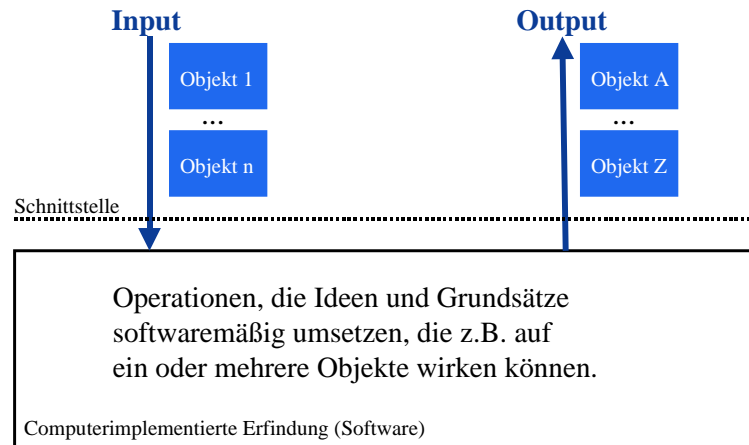 Input
Output
Objekt 1
Objekt A
...
...
Objekt n
Objekt Z
Schnittstelle
Operationen, die Ideen und Grundsätze
softwaremäßig umsetzen, die z.B. auf
ein oder mehrere Objekte wirken können.
Computerimplementierte Erfindung (Software)